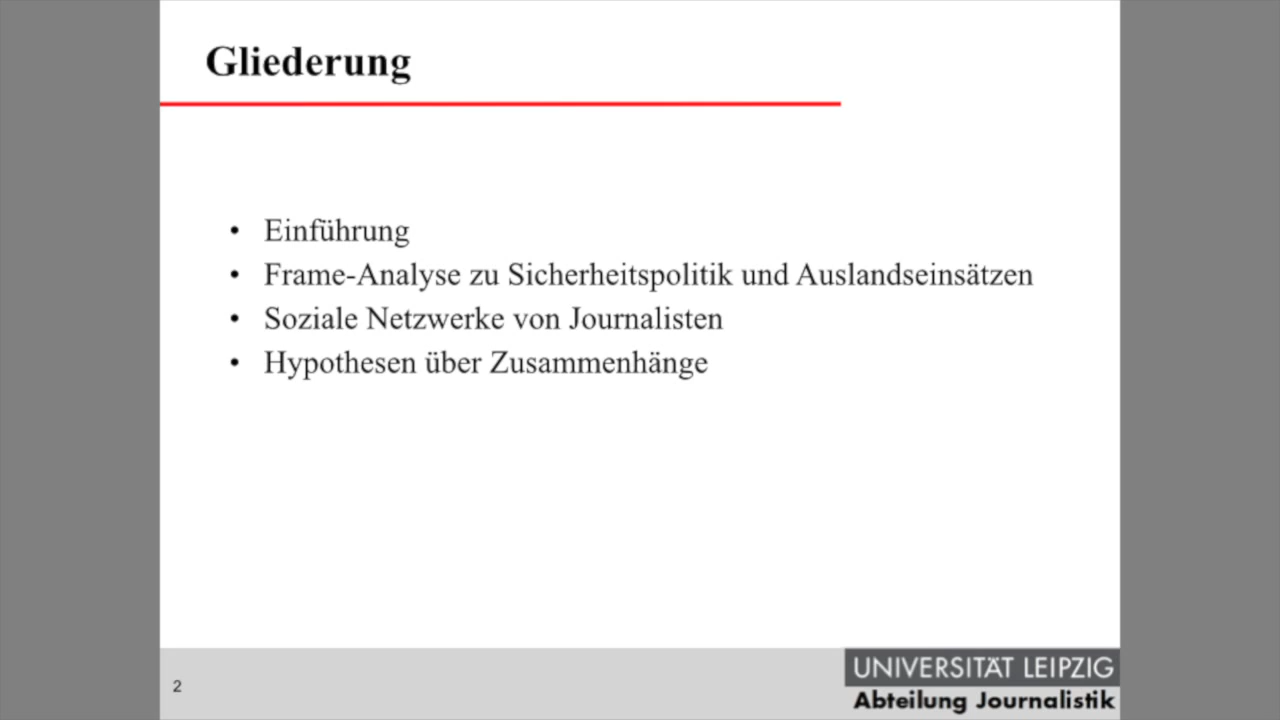 Gliederung
• Einführung
• Frame-Analyse zu Sicherheitspolitik und Auslandseinsätzen
• Soziale Netzwerke von Journalisten
• Hypothesen über Zusammenhänge
2
UNIVERSITÄT LEIPZIG
Abteilung Journalistik